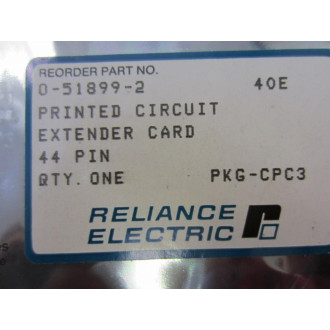 REORDER PART NO.
0-51899-2 40E
PRINTED CIRCUIT
EXTENDER CARD
44 PIN
QTY. ONE PKG-CPC3
RELIANCE
ELECTRIC